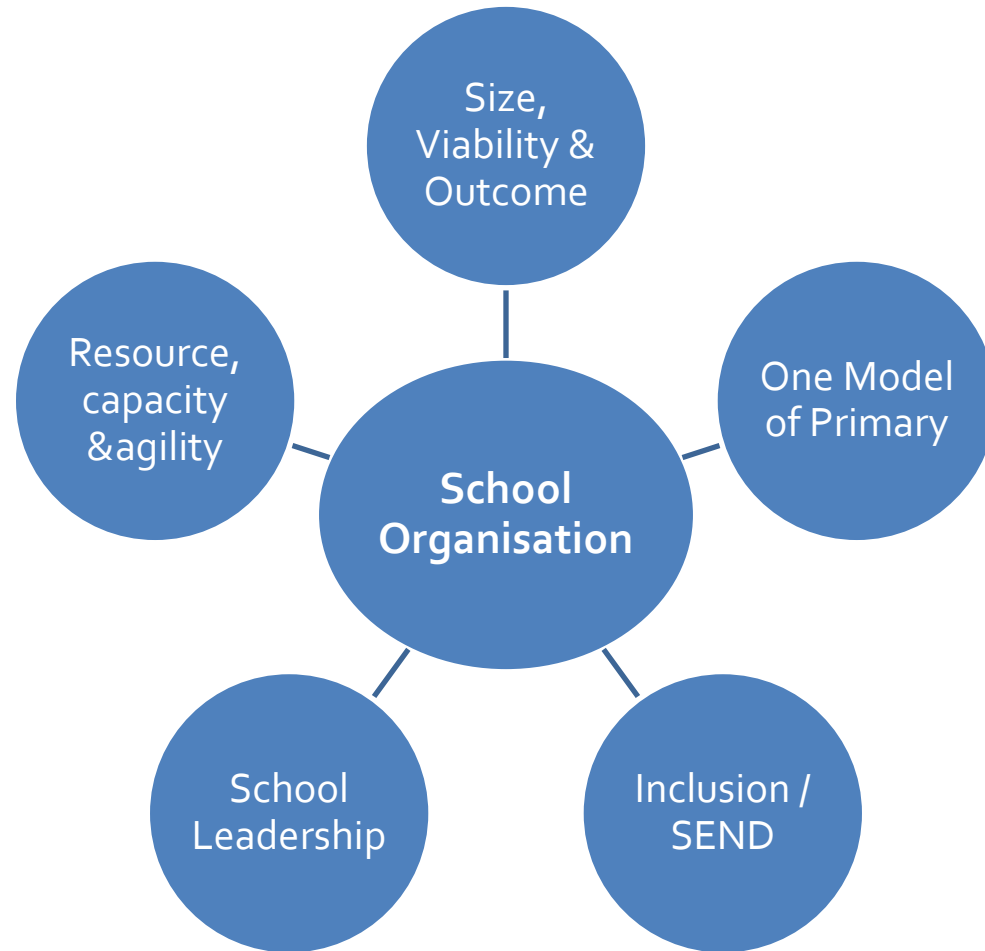 Size,
Viability &
Outcome
Resource,
capacity
&agility
One Model
of Primary
School
Organisation
School
Leadership
Inclusion /
SEND